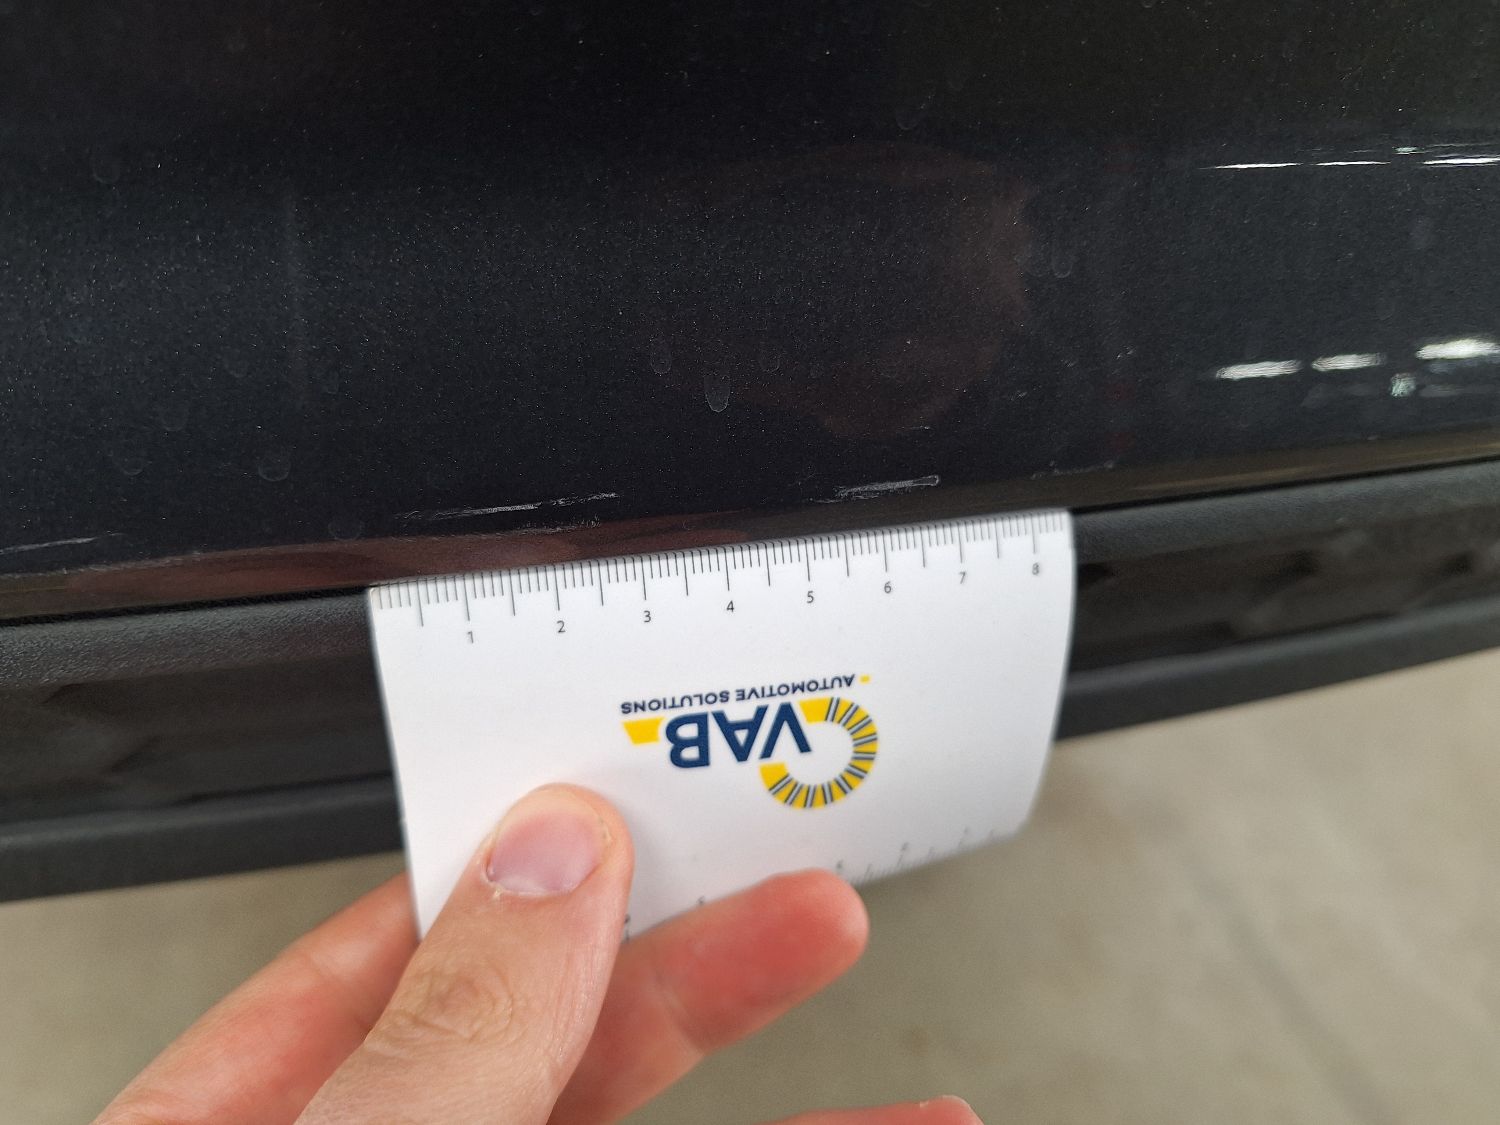 1 2 3 4 5 6 7 8
VAB
AUTOMOTIVE SOLUTIONS